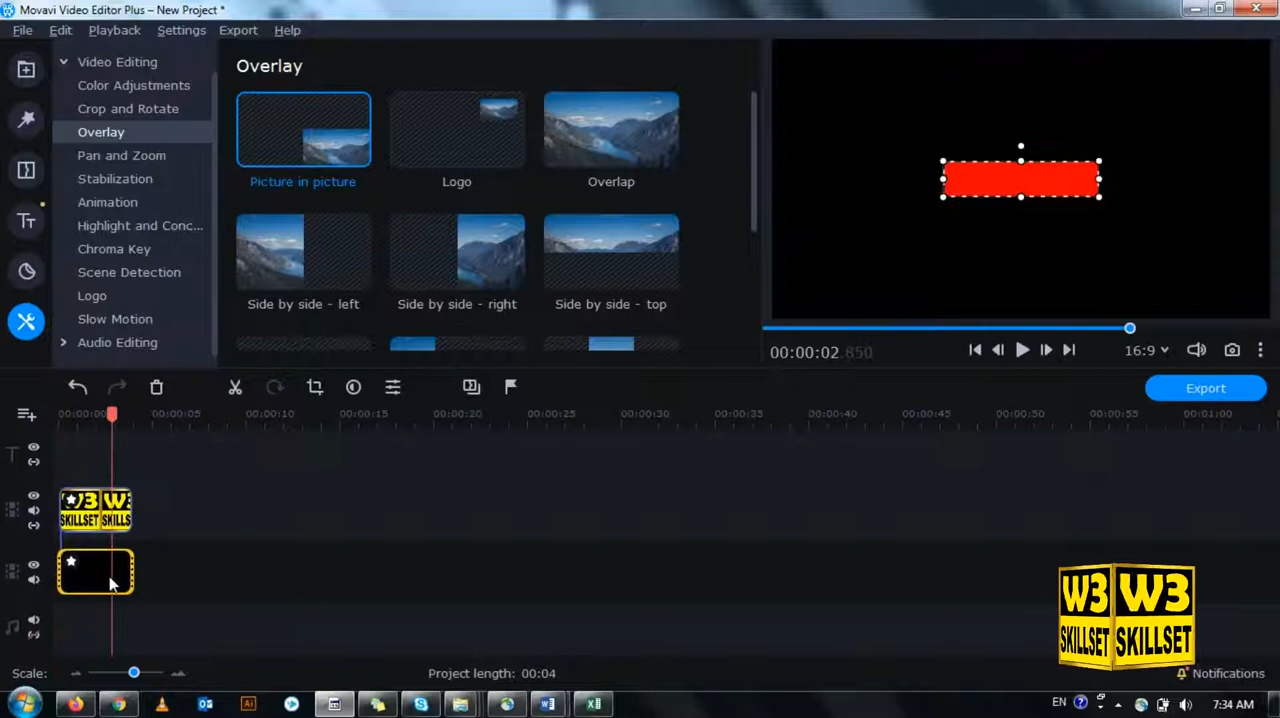 Movavi Video Editor Plus – New Project *
File Edit Playback Settings Export Help
Video Editing
Color Adjustments
Crop and Rotate
Overlay
Pan and Zoom
Stabilization
Animation
Highlight and Conc...
Chroma Key
Scene Detection
Logo
Slow Motion
Audio Editing
Overlay
Picture in picture
Logo
Overlap
Side by side - left
Side by side - right
Side by side - top
00:00:02.850
16:9
Export
00:00:00 00:00:05 00:00:10 00:00:15 00:00:20 00:00:25 00:00:30 00:00:35 00:00:40 00:00:45 00:00:50 00:00:55 00:01:00
W3 W3
SKILLSET SKILLS
W3 W3
SKILLSET SKILLSET
Scale:
Project length: 00:04
Notifications
EN
7:34 AM